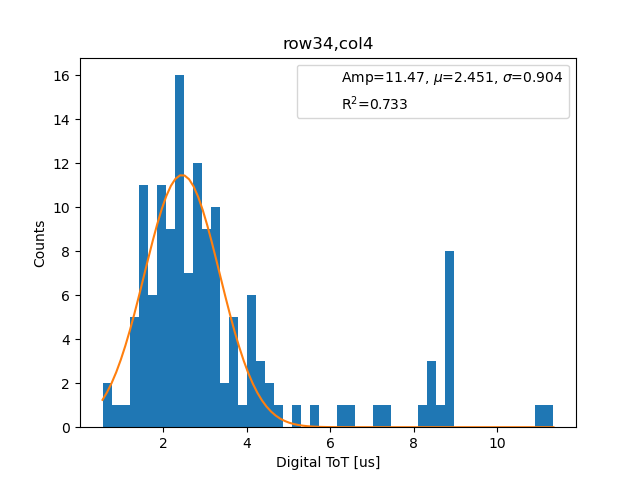 row34,col4
Amp=11.47, μ=2.451, σ=0.904
R²=0.733
16
14
12
10
8
6
4
2
0
Counts
2 4 6 8 10
Digital ToT [us]